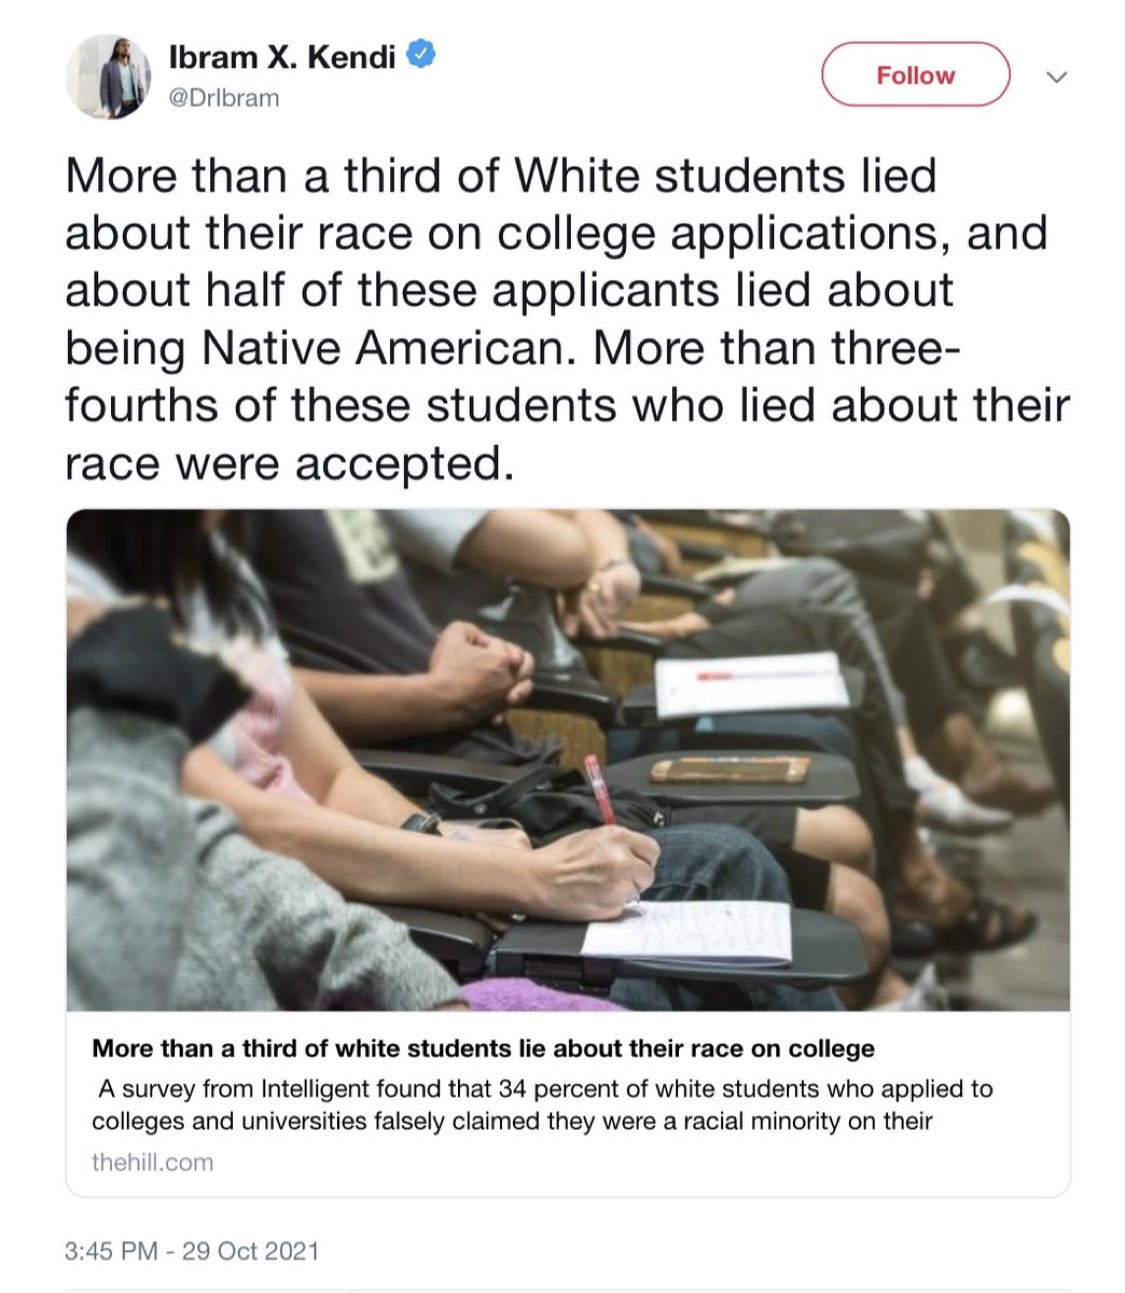 Ibram X. Kendi
@DrIbram
Follow
More than a third of White students lied
about their race on college applications, and
about half of these applicants lied about
being Native American. More than three-
fourths of these students who lied about their
race were accepted.
More than a third of white students lie about their race on college
A survey from Intelligent found that 34 percent of white students who applied to
colleges and universities falsely claimed they were a racial minority on their
thehill.com
3:45 PM - 29 Oct 2021